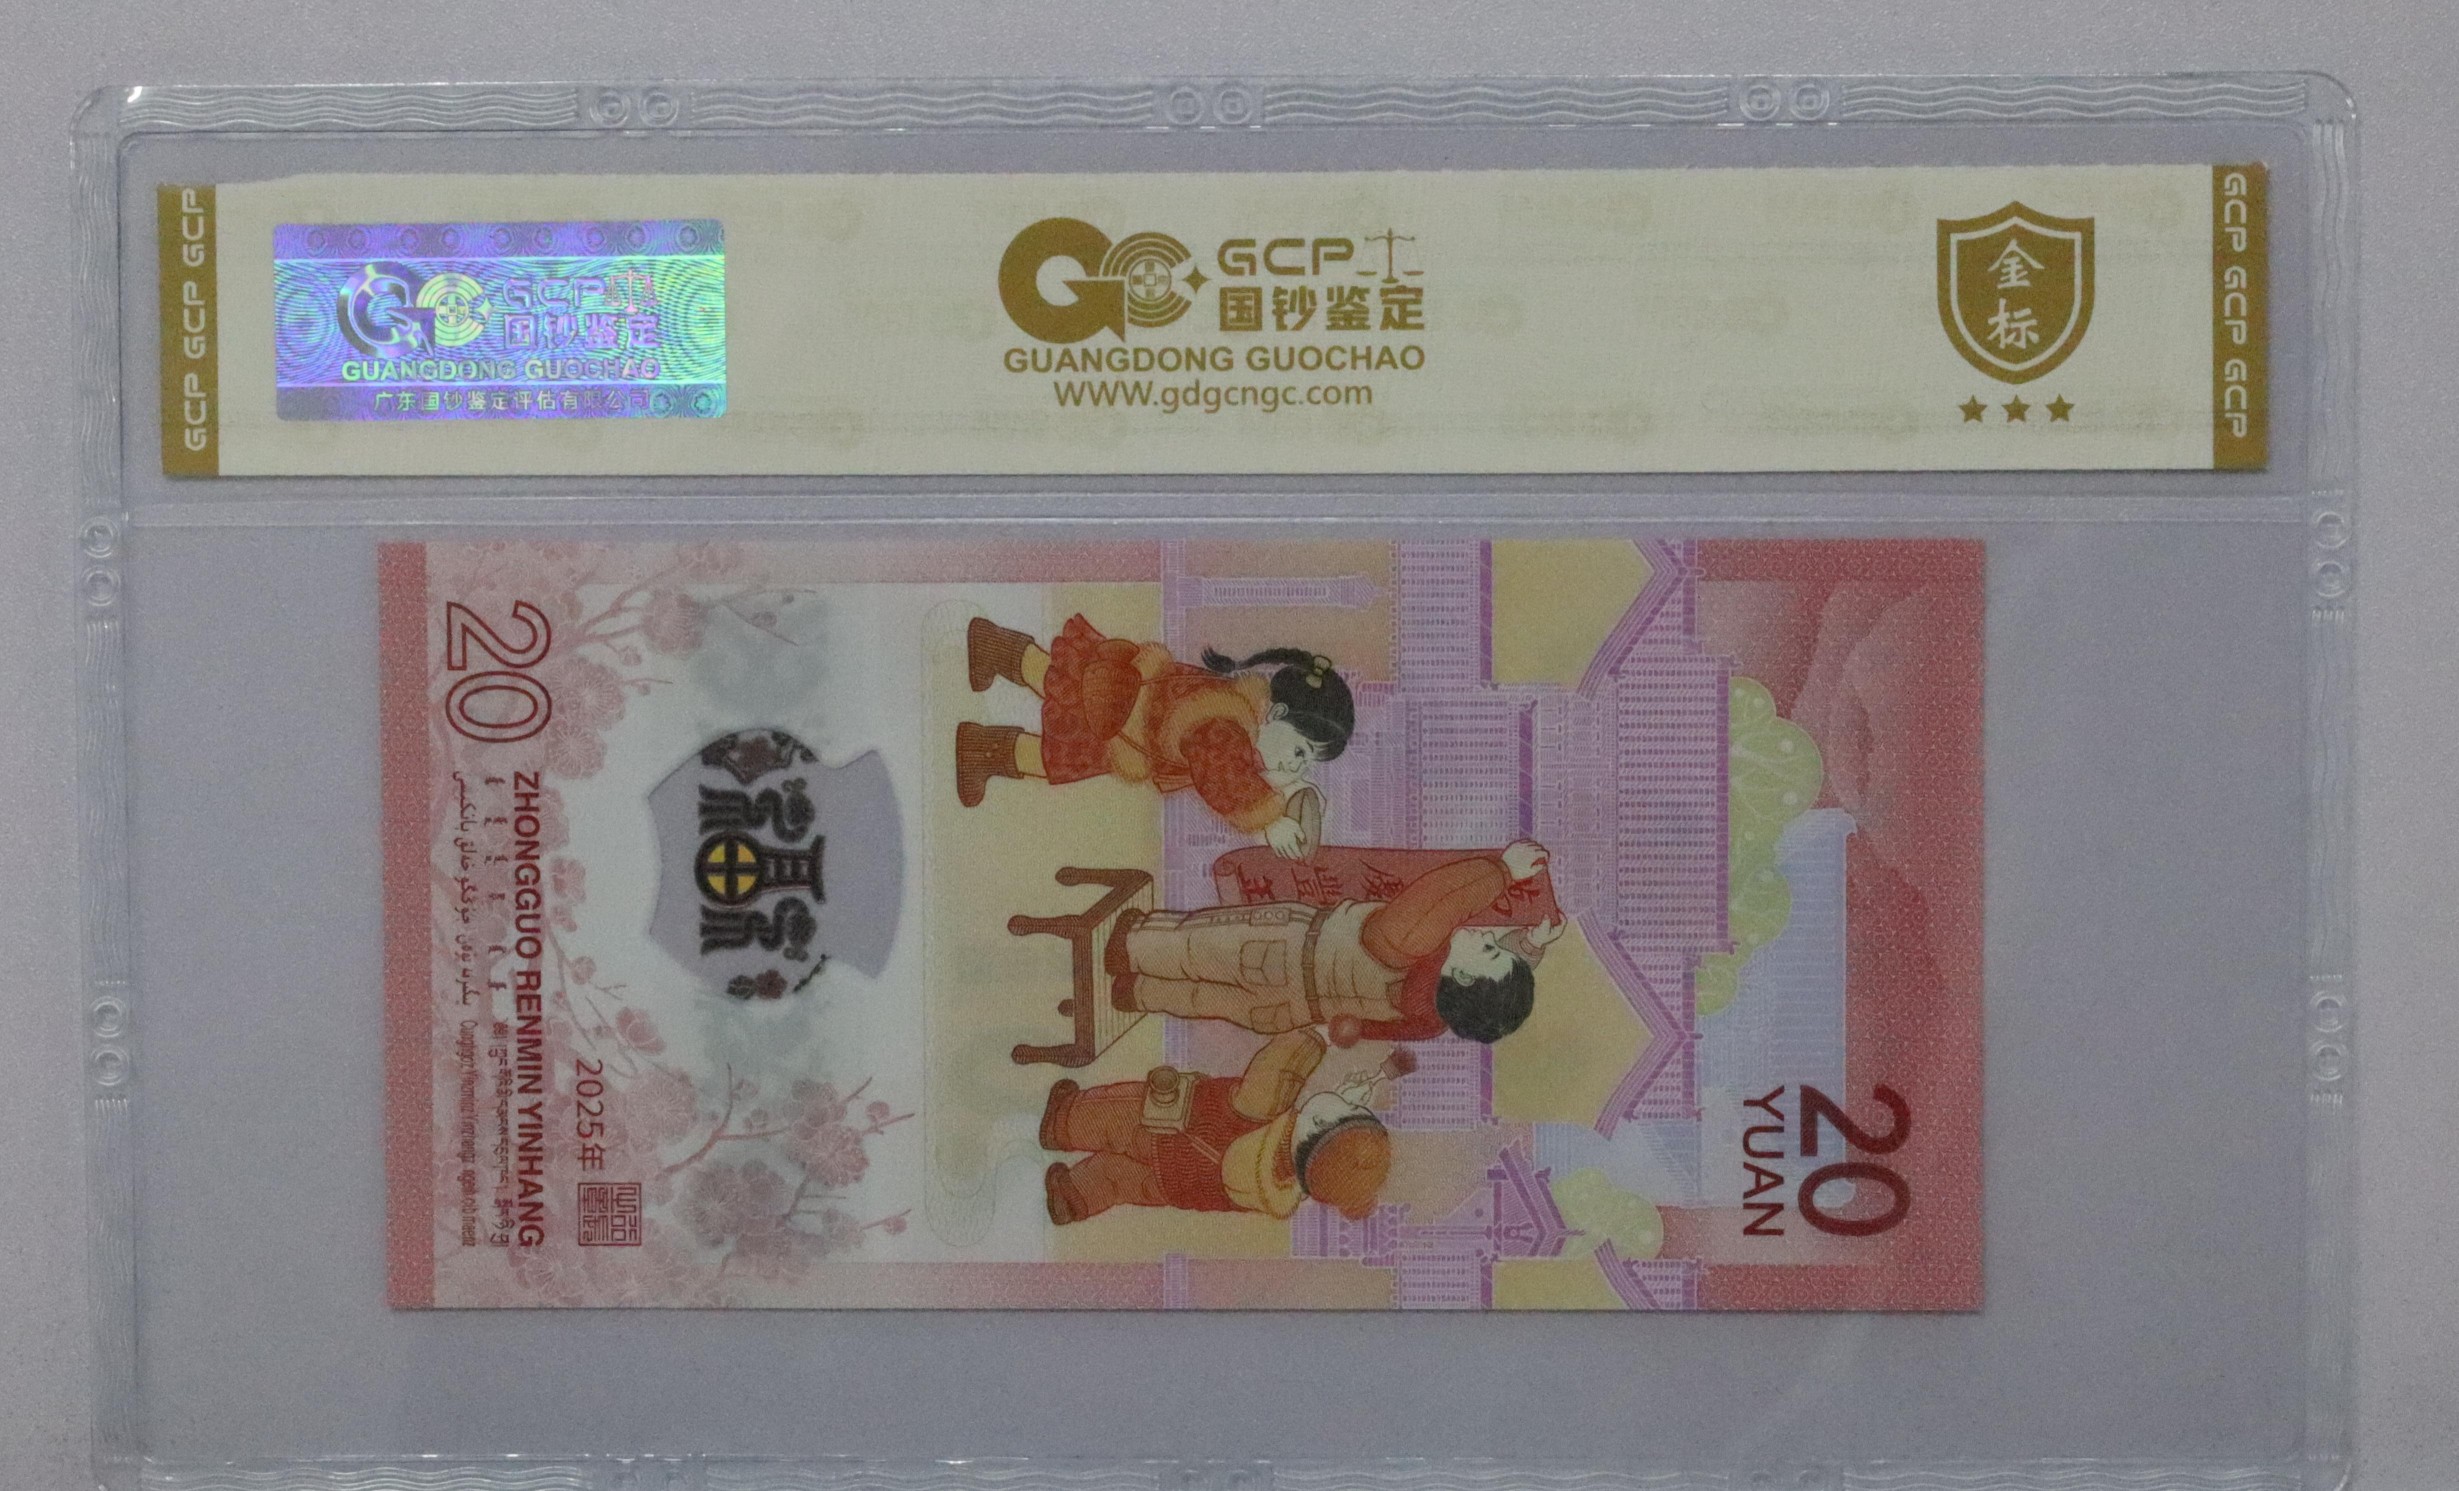 GCP GCP GCP
GCP
国钞鉴定
GUANGDONG GUOCHAO
广东国钞鉴定评估有限公司
GCP
国钞鉴定
GUANGDONG GUOCHAO
WWW.gdgcngc.com
金
标
GCP GCP GCP
20
YUAN
2025年
ZHONGGUO RENMIN YINHANG
20